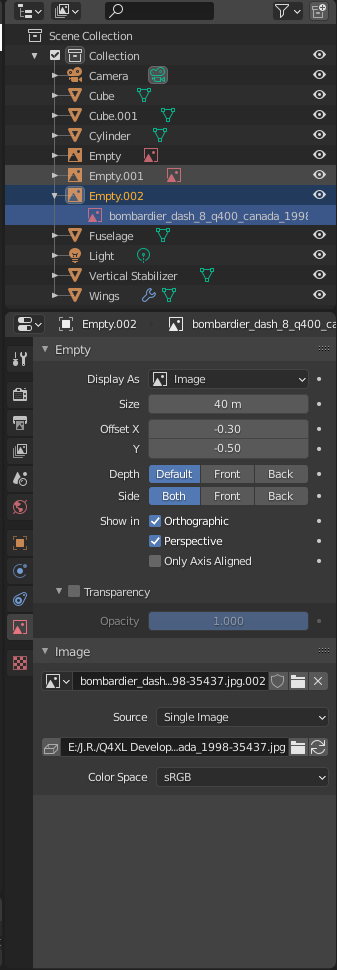 Scene Collection
Collection
Camera
Cube
Cube.001
Cylinder
Empty
Empty.001
Empty.002
bombardier_dash_8_q400_canada_1998
Fuselage
Light
Vertical Stabilizer
Wings
Empty.002 bombardier_dash_8_q400_ca
Empty
Display As Image
Size 40 m
Offset X -0.30
Y -0.50
Depth Default Front Back
Side Both Front Back
Show in Orthographic
Perspective
Only Axis Aligned
Transparency
Opacity 1.000
Image
bombardier_dash...98-35437.jpg.002
Source Single Image
E:/J.R./Q4XL Develop...ada_1998-35437.jpg
Color Space sRGB